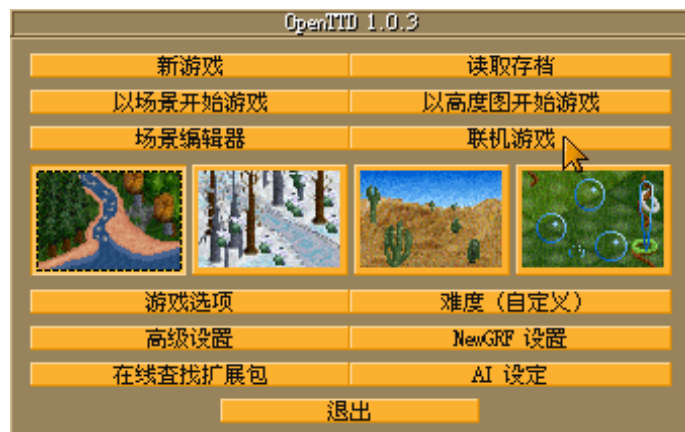 OpenTTD 1.0.3
新游戏 读取存档
以场景开始游戏 以高度图开始游戏
场景编辑器 联机游戏
游戏选项 难度（自定义）
高级设置 NewGRF 设置
在线查找扩展包 AI 设定
退出